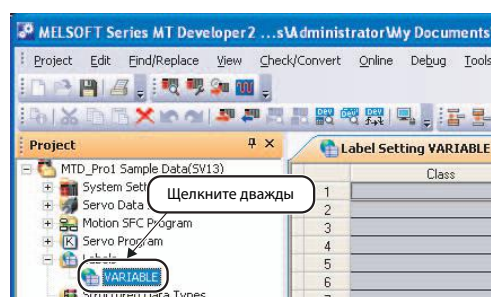 MELSOFT Series MT Developer2 ...s\Administrator\My Documents
Project Edit Find/Replace View Check/Convert Online Debug Tools
Project
Label Setting VARIABLE
MTD_Pro1 Sample Data(SV13)
Class
System Sett
Щелкните дважды
1
Servo Data
2
Motion SFC Program
3
Servo Program
4
Labels
5
VARIABLE
6
Structured Data Types